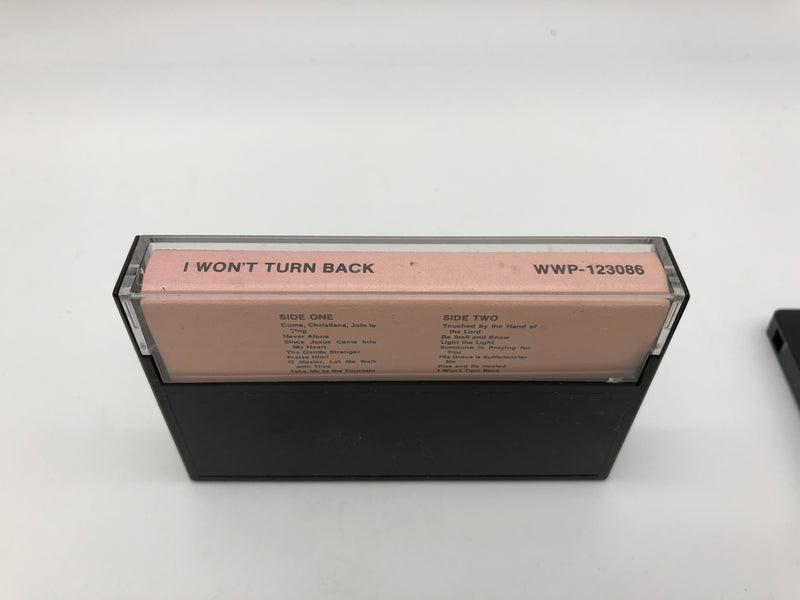 I WON'T TURN BACK
WWP-123086
SIDE ONE
Come, Christians, Join to
Sing
Never Alone
Since Jesus Came Into
My Heart
The Gentle Stranger
Praise Him!
O Master, Let Me Walk
with Thee
Take Me to the Fountain
SIDE TWO
Touched by the Hand of
the Lord
Be Still and Know
Light the Light
Someone is Praying for
You
His Grace is Sufficient for
Me
Rise and Be Healed
I Won't Turn Back